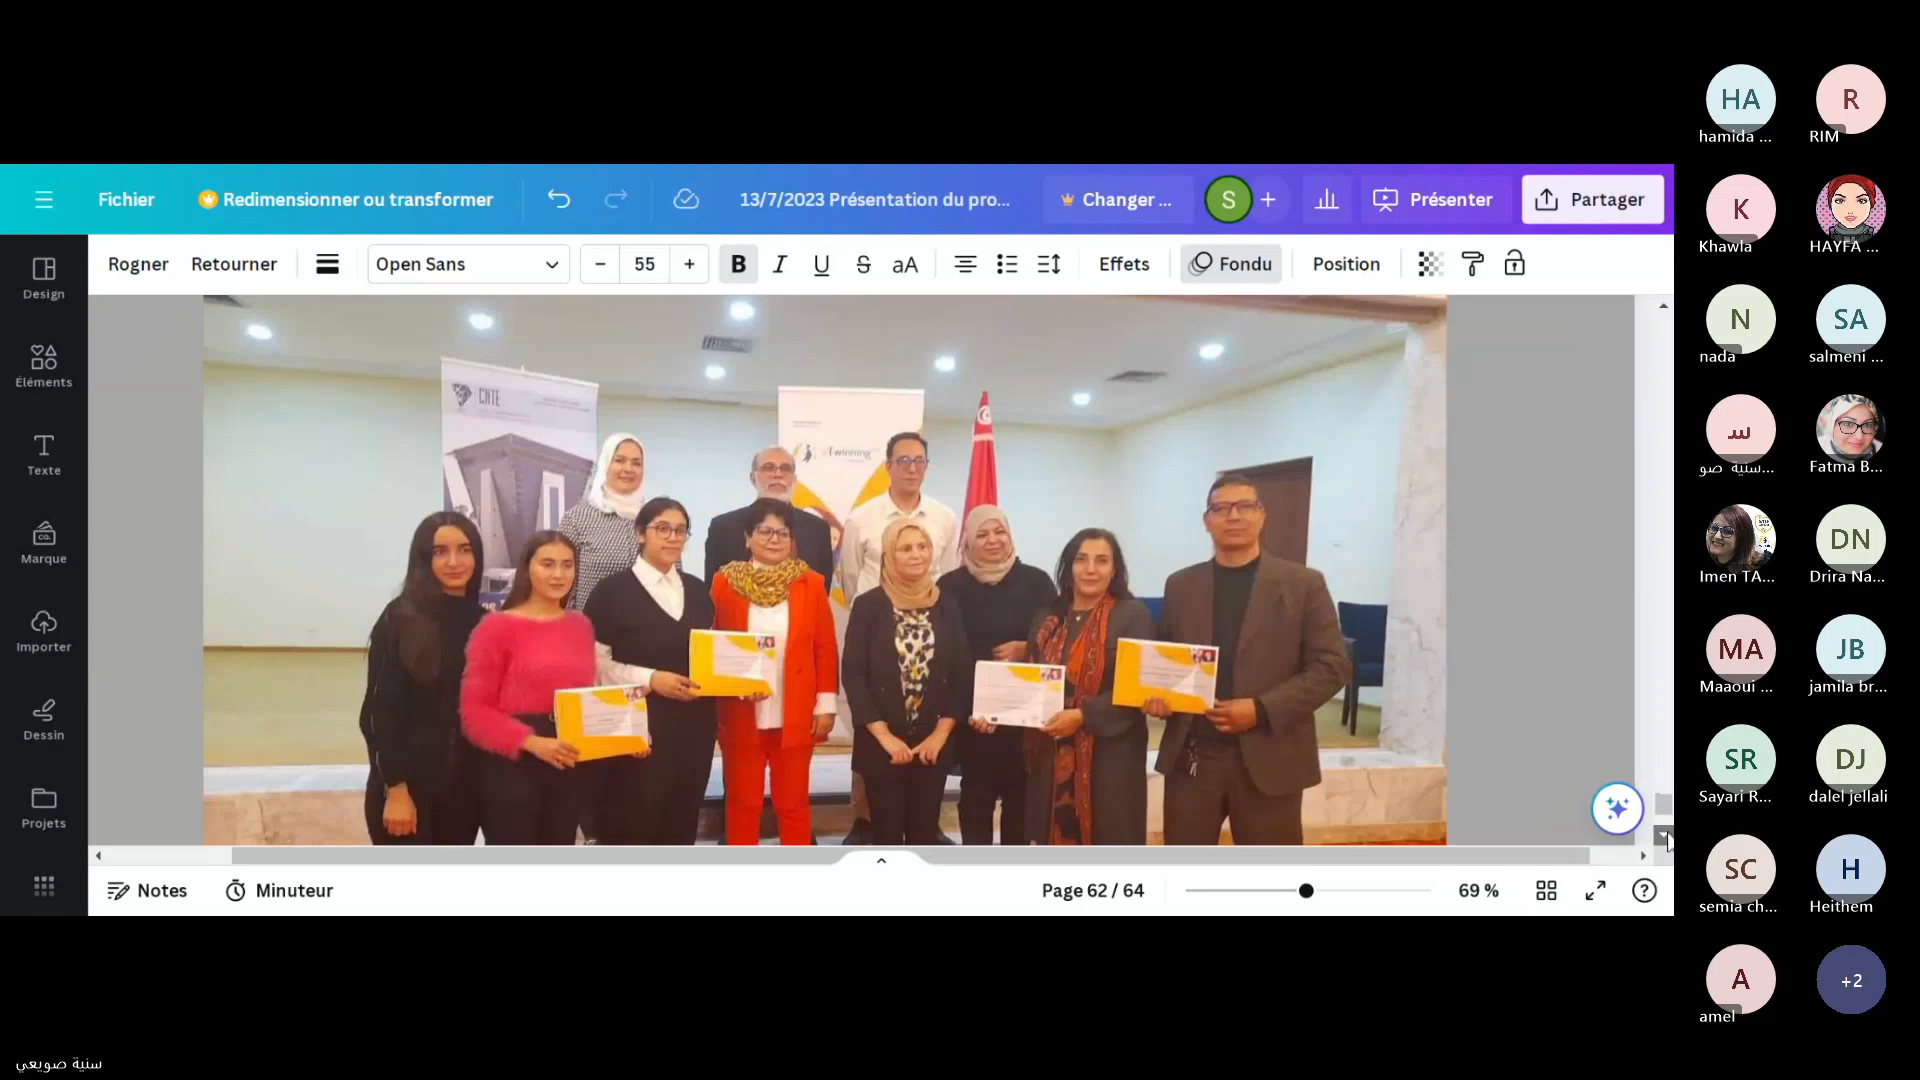 Fichier
Redimensionner ou transformer
13/7/2023 Présentation du pro...
Changer ...
S
Présenter
Partager
Rogner
Retourner
Open Sans
55
B
I
U
S
aA
Effets
Fondu
Position
Design
Éléments
Texte
Marque
Importer
Dessin
Projets
CNTE
eTwinning
Notes
Minuteur
Page 62 / 64
69 %
HA
hamida ...
R
RIM
K
Khawla
HAYFA ...
N
nada
SA
salmeni ...
س
سنية صو...
Fatma B...
Imen TA...
DN
Drira Na...
MA
Maaoui ...
JB
jamila br...
SR
Sayari R...
DJ
dalel jellali
SC
semia ch...
H
Heithem
A
amel
+2
سنية صويعي